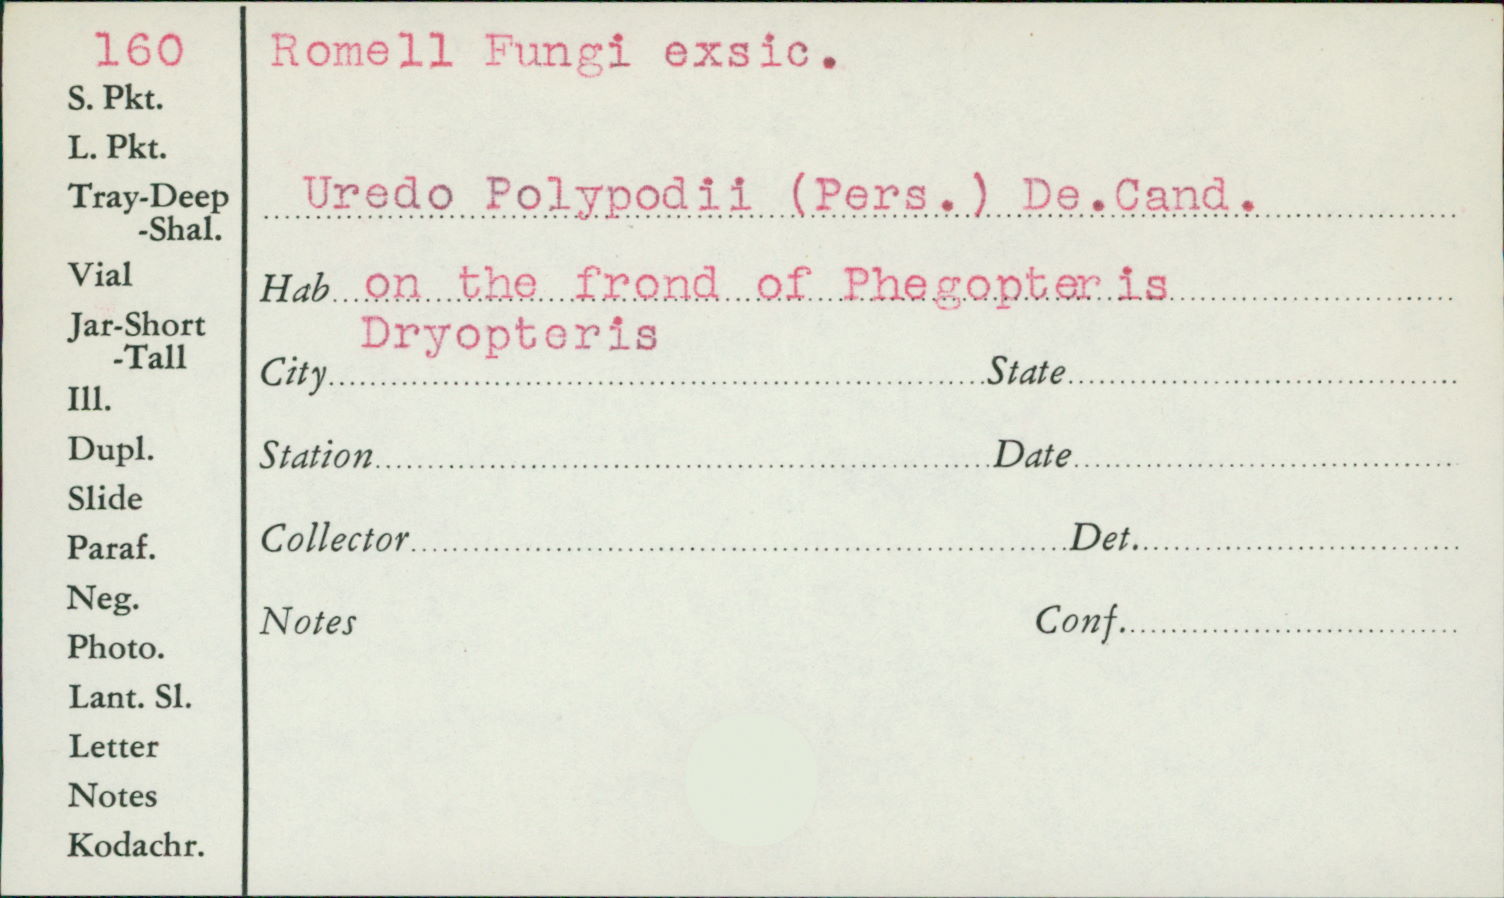 160
S. Pkt.
L. Pkt.
Tray-Deep
-Shal.
Vial
Jar-Short
-Tall
Ill.
Dupl.
Slide
Paraf.
Neg.
Photo.
Lant. Sl.
Letter
Notes
Kodachr.
Romell Fungi exsic.
Uredo Polypodii (Pers.) De.Cand.
Hab on the frond of Phegopteris
Dryopteris
City State
Station Date
Collector Det.
Notes Conf.